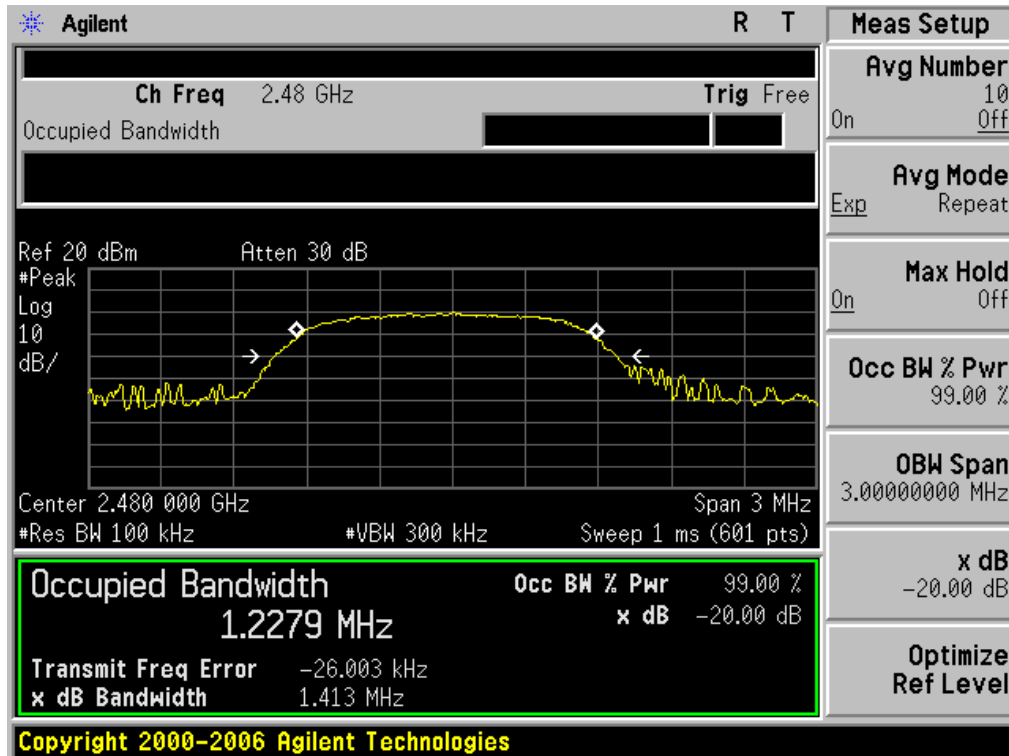 Agilent R T
Ch Freq 2.48 GHz Trig Free
Occupied Bandwidth
Ref 20 dBm Atten 30 dB
#Peak
Log
10
dB/
Center 2.480 000 GHz Span 3 MHz
#Res BW 100 kHz #VBW 300 kHz Sweep 1 ms (601 pts)
Occupied Bandwidth
1.2279 MHz
Occ BW % Pwr 99.00 %
x dB -20.00 dB
Transmit Freq Error -26.003 kHz
x dB Bandwidth 1.413 MHz
Meas Setup
Avg Number
10
On Off
Avg Mode
Exp Repeat
Max Hold
On Off
Occ BW % Pwr
99.00 %
OBW Span
3.00000000 MHz
x dB
-20.00 dB
Optimize
Ref Level
Copyright 2000-2006 Agilent Technologies